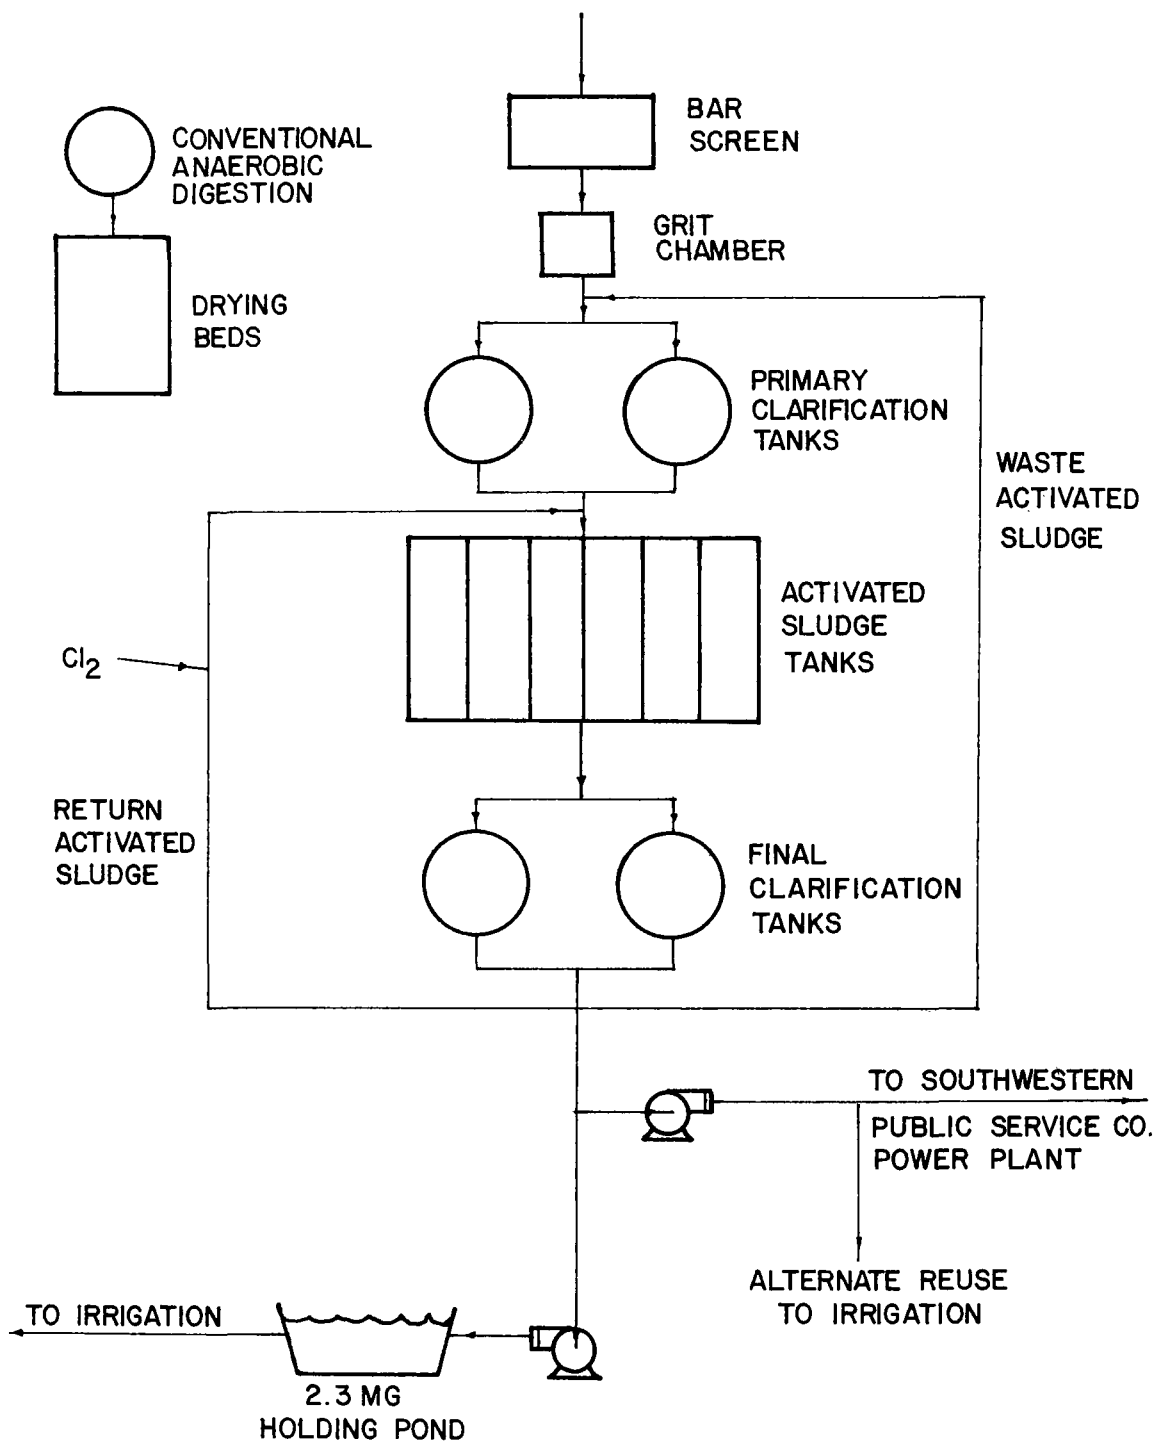 BAR
SCREEN
CONVENTIONAL
ANAEROBIC
DIGESTION
GRIT
CHAMBER
DRYING
BEDS
PRIMARY
CLARIFICATION
TANKS
WASTE
ACTIVATED
SLUDGE
ACTIVATED
SLUDGE
TANKS
Cl2
RETURN
ACTIVATED
SLUDGE
FINAL
CLARIFICATION
TANKS
TO SOUTHWESTERN
PUBLIC SERVICE CO.
POWER PLANT
ALTERNATE REUSE
TO IRRIGATION
TO IRRIGATION
2.3 MG
HOLDING POND